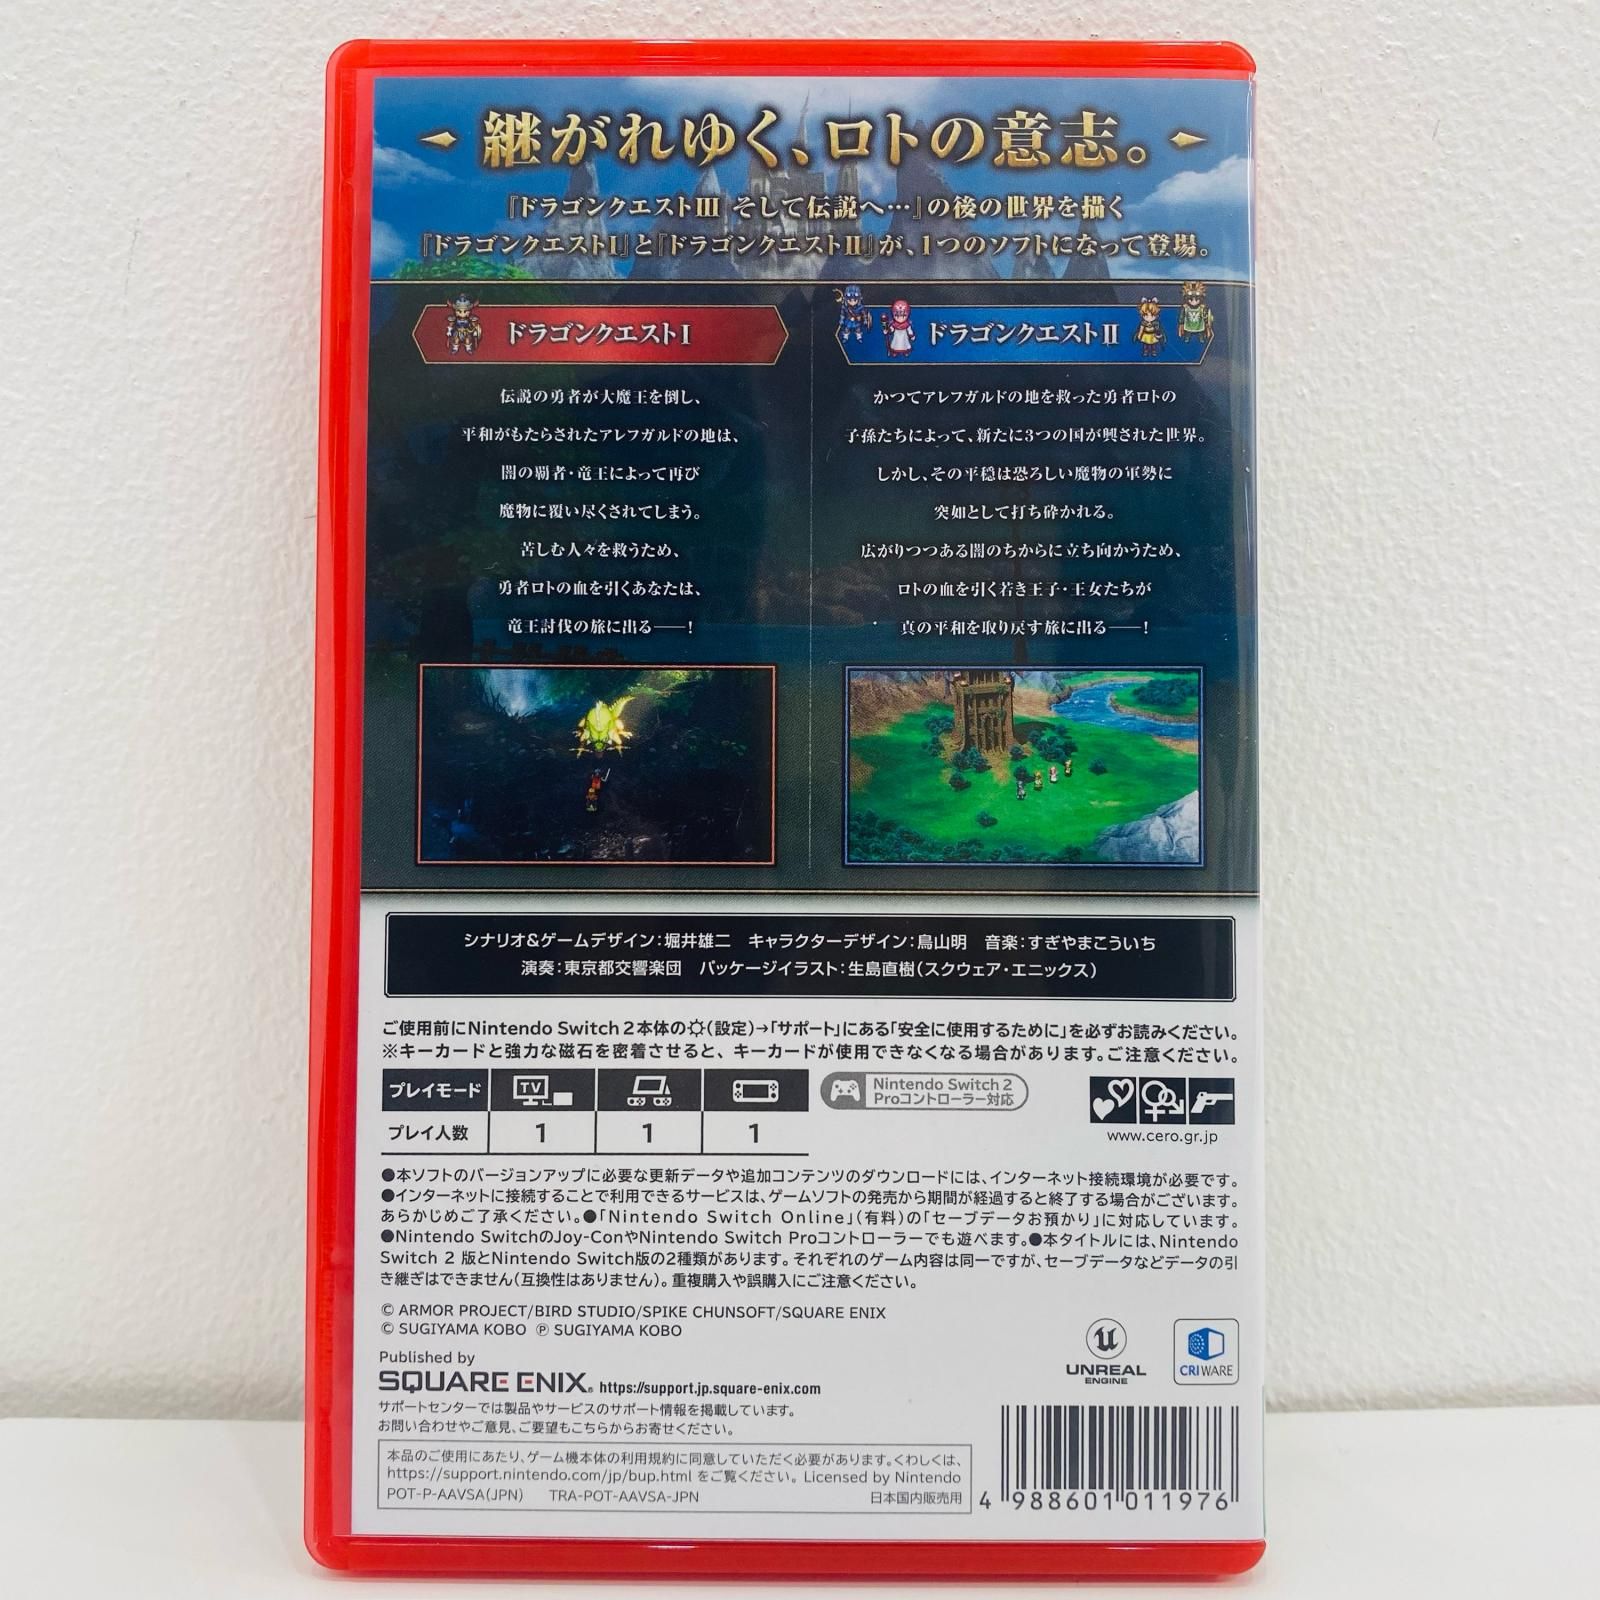 継がれゆく、ロトの意志。
『ドラゴンクエストIII そして伝説へ…』の後の世界を描く
『ドラゴンクエストI』と『ドラゴンクエストII』が、1つのソフトになって登場。
ドラゴンクエストI
伝説の勇者が大魔王を倒し、
平和がもたらされたアレフガルドの地は、
闇の覇者・竜王によって再び
魔物に覆い尽くされてしまう。
苦しむ人々を救うため、
勇者ロトの血を引くあなたは、
竜王討伐の旅に出る──！
ドラゴンクエストII
かつてアレフガルドの地を救った勇者ロトの
子孫たちによって、新たに3つの国が興された世界。
しかし、その平穏は恐ろしい魔物の軍勢に
突如として打ち砕かれる。
広がりつつある闇のちからに立ち向かうため、
ロトの血を引く若き王子・王女たちが
真の平和を取り戻す旅に出る──！
シナリオ&ゲームデザイン：堀井雄二 キャラクターデザイン：鳥山明 音楽：すぎやまこういち
演奏：東京都交響楽団 パッケージイラスト：生島直樹（スクウェア・エニックス）
ご使用前にNintendo Switch 2本体の（設定）→「サポート」にある「安全に使用するために」を必ずお読みください。
※キーカードと強力な磁石を密着させると、キーカードが使用できなくなる場合があります。ご注意ください。
プレイモード TV
プレイ人数 1 1 1
Nintendo Switch 2
Proコントローラー対応
www.cero.gr.jp
●本ソフトのバージョンアップに必要な更新データや追加コンテンツのダウンロードには、インターネット接続環境が必要です。
●インターネットに接続することで利用できるサービスは、ゲームソフトの発売から期間が経過すると終了する場合がございます。
あらかじめご了承ください。●「Nintendo Switch Online」（有料）の「セーブデータお預かり」に対応しています。
●Nintendo SwitchのJoy-ConやNintendo Switch Proコントローラーでも遊べます。●本タイトルには、Nintendo
Switch 2 版とNintendo Switch版の2種類があります。それぞれのゲーム内容は同一ですが、セーブデータなどデータの引
き継ぎはできません（互換性はありません）。重複購入や誤購入にご注意ください。
© ARMOR PROJECT/BIRD STUDIO/SPIKE CHUNSOFT/SQUARE ENIX
© SUGIYAMA KOBO ℗ SUGIYAMA KOBO
UNREAL
ENGINE
CRIWARE
Published by
SQUARE ENIX® https://support.jp.square-enix.com
サポートセンターでは製品やサービスのサポート情報を掲載しています。
お問い合わせやご意見、ご要望もこちらからお寄せください。
本品のご使用にあたり、ゲーム機本体の利用規約に同意していただく必要があります。くわしくは、
https://support.nintendo.com/jp/bup.html をご覧ください。 Licensed by Nintendo
POT-P-AAVSA(JPN) TRA-POT-AAVSA-JPN 日本国内販売用
4 988601 011976